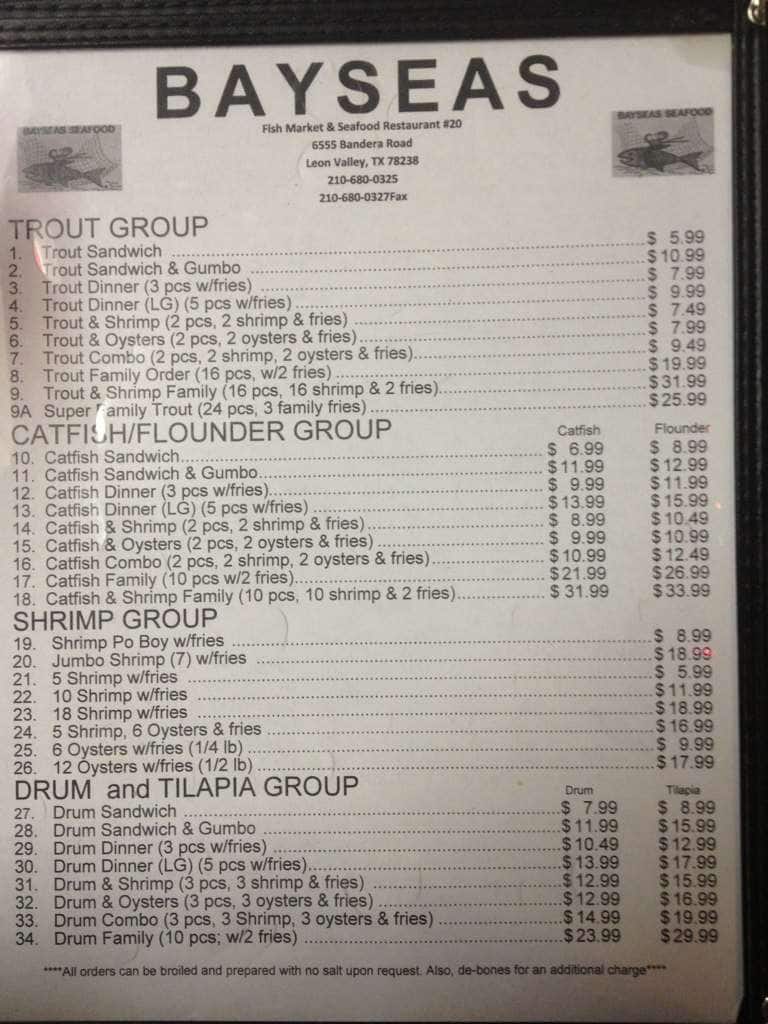 BAYSEAS
BAYSEAS SEAFOOD
BAYSEAS SEAFOOD
Fish Market & Seafood Restaurant #20
6555 Bandera Road
Leon Valley, TX 78238
210-680-0325
210-680-0327Fax
TROUT GROUP
1. Trout Sandwich $ 5.99
2. Trout Sandwich & Gumbo $10.99
3. Trout Dinner (3 pcs w/fries) $ 7.99
4. Trout Dinner (LG) (5 pcs w/fries) $ 9.99
5. Trout & Shrimp (2 pcs, 2 shrimp & fries) $ 7.49
6. Trout & Oysters (2 pcs, 2 oysters & fries) $ 7.99
7. Trout Combo (2 pcs, 2 shrimp, 2 oysters & fries) $ 9.49
8. Trout Family Order (16 pcs, w/2 fries) $19.99
9. Trout & Shrimp Family (16 pcs, 16 shrimp & 2 fries) $31.99
9A Super Family Trout (24 pcs, 3 family fries) $25.99
CATFISH/FLOUNDER GROUP Catfish Flounder
10. Catfish Sandwich $ 6.99 $ 8.99
11. Catfish Sandwich & Gumbo $11.99 $12.99
12. Catfish Dinner (3 pcs w/fries) $ 9.99 $11.99
13. Catfish Dinner (LG) (5 pcs w/fries) $13.99 $15.99
14. Catfish & Shrimp (2 pcs, 2 shrimp & fries) $ 8.99 $10.49
15. Catfish & Oysters (2 pcs, 2 oysters & fries) $ 9.99 $10.99
16. Catfish Combo (2 pcs, 2 shrimp, 2 oysters & fries) $10.99 $12.49
17. Catfish Family (10 pcs w/2 fries) $21.99 $26.99
18. Catfish & Shrimp Family (10 pcs, 10 shrimp & 2 fries) $ 31.99 $33.99
SHRIMP GROUP
19. Shrimp Po Boy w/fries $ 8.99
20. Jumbo Shrimp (7) w/fries $18.99
21. 5 Shrimp w/fries $ 5.99
22. 10 Shrimp w/fries $11.99
23. 18 Shrimp w/fries $18.99
24. 5 Shrimp, 6 Oysters & fries $16.99
25. 6 Oysters w/fries (1/4 lb) $ 9.99
26. 12 Oysters w/fries (1/2 lb) $17.99
DRUM and TILAPIA GROUP Drum Tilapia
27. Drum Sandwich $ 7.99 $ 8.99
28. Drum Sandwich & Gumbo $11.99 $15.99
29. Drum Dinner (3 pcs w/fries) $10.49 $12.99
30. Drum Dinner (LG) (5 pcs w/fries) $13.99 $17.99
31. Drum & Shrimp (3 pcs, 3 shrimp & fries) $12.99 $15.99
32. Drum & Oysters (3 pcs, 3 oysters & fries) $12.99 $16.99
33. Drum Combo (3 pcs, 3 Shrimp, 3 oysters & fries) $14.99 $19.99
34. Drum Family (10 pcs; w/2 fries) $23.99 $29.99
****All orders can be broiled and prepared with no salt upon request. Also, de-bones for an additional charge****